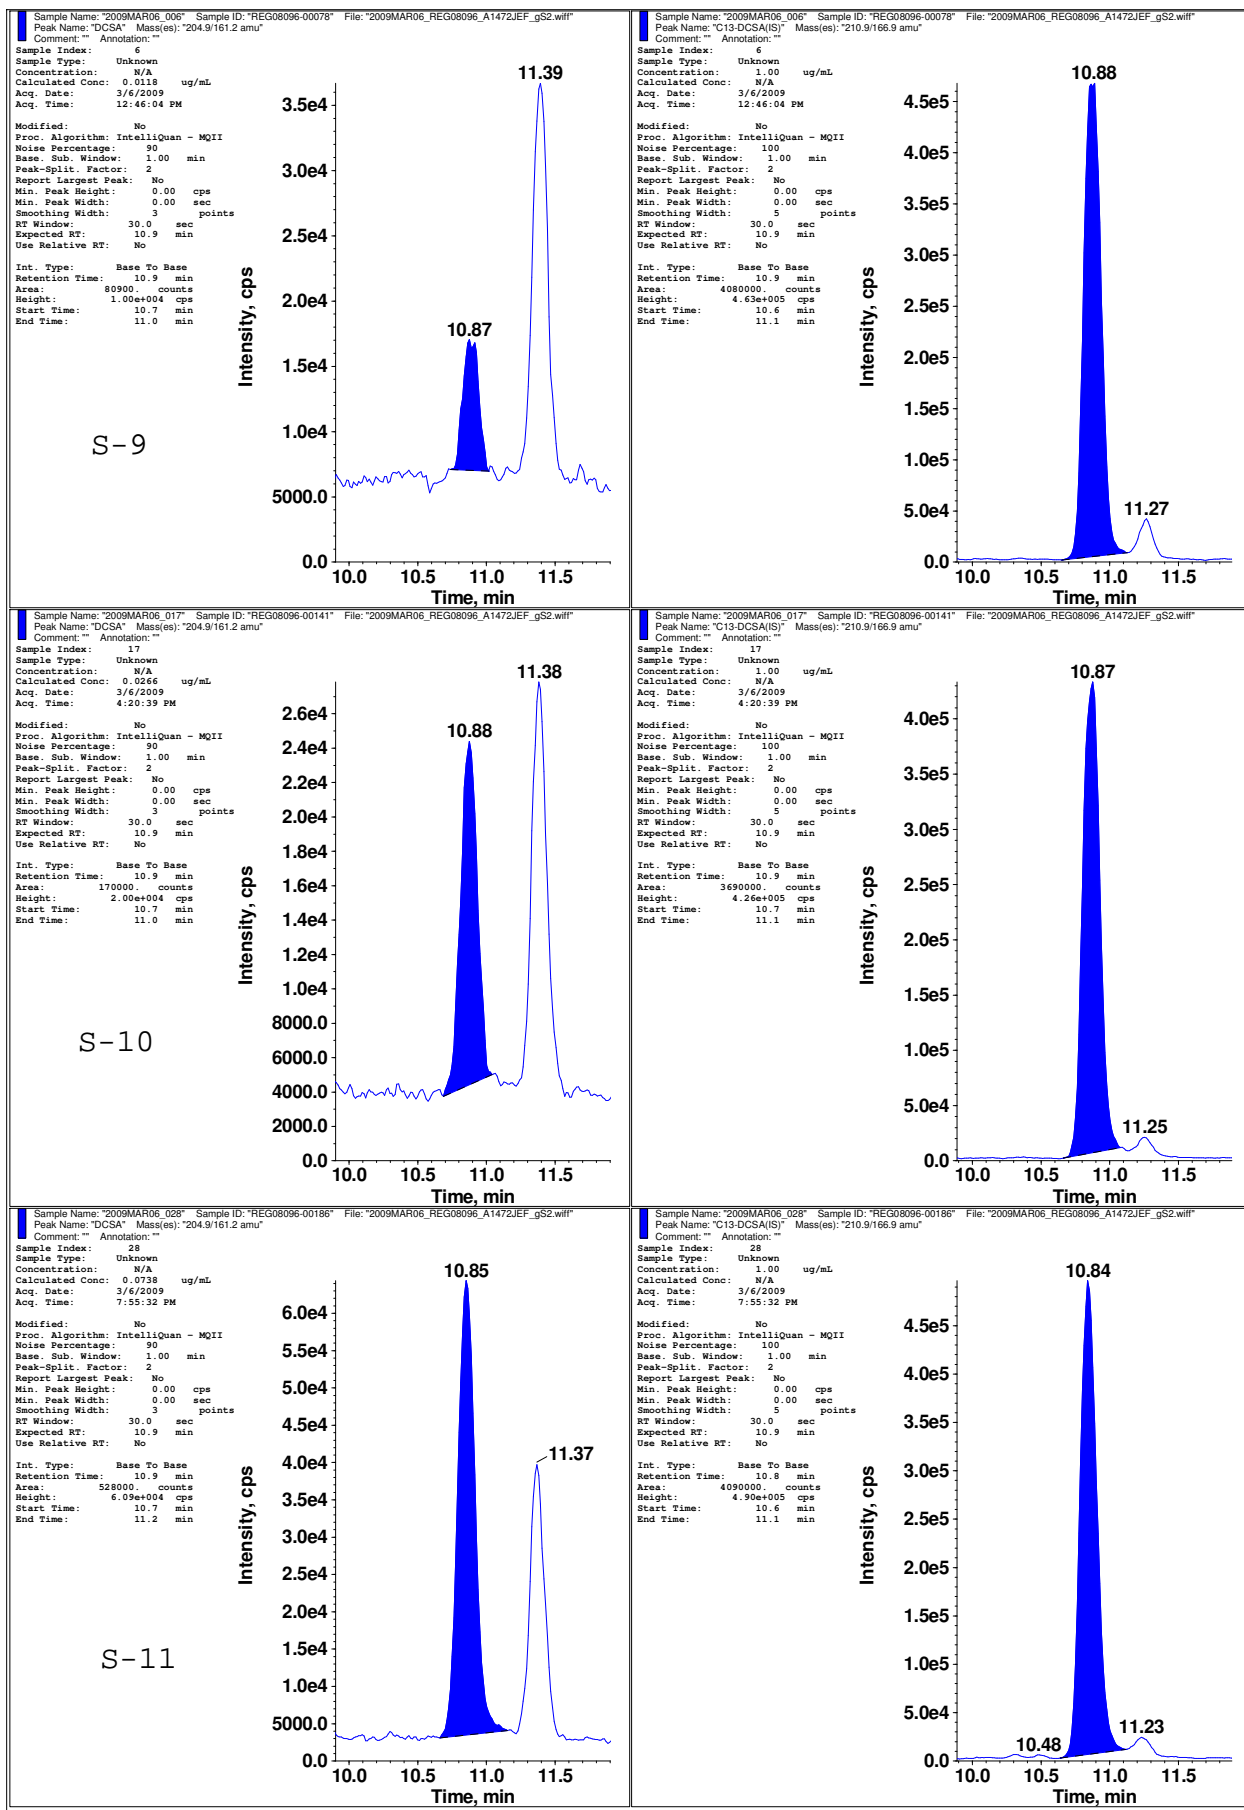 Sample Name: "2009MAR06_006" Sample ID: "REG08096-00078" File: "2009MAR06_REG08096_A1472JEF_gS2.wiff"
Peak Name: "DCSA" Mass(es): "204.9/161.2 amu"
Comment: "" Annotation: ""
Sample Index: 6
Sample Type: Unknown
Concentration: N/A
Calculated Conc: 0.0118 ug/mL
Acq. Date: 3/6/2009
Acq. Time: 12:46:04 PM
Modified: No
Proc. Algorithm: IntelliQuan - MQII
Noise Percentage: 90
Base. Sub. Window: 1.00 min
Peak-Split. Factor: 2
Report Largest Peak: No
Min. Peak Height: 0.00 cps
Min. Peak Width: 0.00 sec
Smoothing Width: 3 points
RT Window: 30.0 sec
Expected RT: 10.9 min
Use Relative RT: No
Int. Type: Base To Base
Retention Time: 10.9 min
Area: 80900. counts
Height: 1.00e+004 cps
Start Time: 10.7 min
End Time: 11.0 min
S-9
Intensity, cps
3.5e4
3.0e4
2.5e4
2.0e4
1.5e4
1.0e4
5000.0
0.0
11.39
10.87
10.0 10.5 11.0 11.5
Time, min
Sample Name: "2009MAR06_006" Sample ID: "REG08096-00078" File: "2009MAR06_REG08096_A1472JEF_gS2.wiff"
Peak Name: "C13-DCSA(IS)" Mass(es): "210.9/166.9 amu"
Comment: "" Annotation: ""
Sample Index: 6
Sample Type: Unknown
Concentration: 1.00 ug/mL
Calculated Conc: N/A
Acq. Date: 3/6/2009
Acq. Time: 12:46:04 PM
Modified: No
Proc. Algorithm: IntelliQuan - MQII
Noise Percentage: 100
Base. Sub. Window: 1.00 min
Peak-Split. Factor: 2
Report Largest Peak: No
Min. Peak Height: 0.00 cps
Min. Peak Width: 0.00 sec
Smoothing Width: 5 points
RT Window: 30.0 sec
Expected RT: 10.9 min
Use Relative RT: No
Int. Type: Base To Base
Retention Time: 10.9 min
Area: 4080000. counts
Height: 4.63e+005 cps
Start Time: 10.6 min
End Time: 11.1 min
Intensity, cps
4.5e5
4.0e5
3.5e5
3.0e5
2.5e5
2.0e5
1.5e5
1.0e5
5.0e4
0.0
10.88
11.27
10.0 10.5 11.0 11.5
Time, min
Sample Name: "2009MAR06_017" Sample ID: "REG08096-00141" File: "2009MAR06_REG08096_A1472JEF_gS2.wiff"
Peak Name: "DCSA" Mass(es): "204.9/161.2 amu"
Comment: "" Annotation: ""
Sample Index: 17
Sample Type: Unknown
Concentration: N/A
Calculated Conc: 0.0266 ug/mL
Acq. Date: 3/6/2009
Acq. Time: 4:20:39 PM
Modified: No
Proc. Algorithm: IntelliQuan - MQII
Noise Percentage: 90
Base. Sub. Window: 1.00 min
Peak-Split. Factor: 2
Report Largest Peak: No
Min. Peak Height: 0.00 cps
Min. Peak Width: 0.00 sec
Smoothing Width: 3 points
RT Window: 30.0 sec
Expected RT: 10.9 min
Use Relative RT: No
Int. Type: Base To Base
Retention Time: 10.9 min
Area: 170000. counts
Height: 2.00e+004 cps
Start Time: 10.7 min
End Time: 11.0 min
S-10
Intensity, cps
2.6e4
2.4e4
2.2e4
2.0e4
1.8e4
1.6e4
1.4e4
1.2e4
1.0e4
8000.0
6000.0
4000.0
2000.0
0.0
11.38
10.88
10.0 10.5 11.0 11.5
Time, min
Sample Name: "2009MAR06_017" Sample ID: "REG08096-00141" File: "2009MAR06_REG08096_A1472JEF_gS2.wiff"
Peak Name: "C13-DCSA(IS)" Mass(es): "210.9/166.9 amu"
Comment: "" Annotation: ""
Sample Index: 17
Sample Type: Unknown
Concentration: 1.00 ug/mL
Calculated Conc: N/A
Acq. Date: 3/6/2009
Acq. Time: 4:20:39 PM
Modified: No
Proc. Algorithm: IntelliQuan - MQII
Noise Percentage: 100
Base. Sub. Window: 1.00 min
Peak-Split. Factor: 2
Report Largest Peak: No
Min. Peak Height: 0.00 cps
Min. Peak Width: 0.00 sec
Smoothing Width: 5 points
RT Window: 30.0 sec
Expected RT: 10.9 min
Use Relative RT: No
Int. Type: Base To Base
Retention Time: 10.9 min
Area: 3690000. counts
Height: 4.26e+005 cps
Start Time: 10.7 min
End Time: 11.1 min
Intensity, cps
4.0e5
3.5e5
3.0e5
2.5e5
2.0e5
1.5e5
1.0e5
5.0e4
0.0
10.87
11.25
10.0 10.5 11.0 11.5
Time, min
Sample Name: "2009MAR06_028" Sample ID: "REG08096-00186" File: "2009MAR06_REG08096_A1472JEF_gS2.wiff"
Peak Name: "DCSA" Mass(es): "204.9/161.2 amu"
Comment: "" Annotation: ""
Sample Index: 28
Sample Type: Unknown
Concentration: N/A
Calculated Conc: 0.0738 ug/mL
Acq. Date: 3/6/2009
Acq. Time: 7:55:32 PM
Modified: No
Proc. Algorithm: IntelliQuan - MQII
Noise Percentage: 90
Base. Sub. Window: 1.00 min
Peak-Split. Factor: 2
Report Largest Peak: No
Min. Peak Height: 0.00 cps
Min. Peak Width: 0.00 sec
Smoothing Width: 3 points
RT Window: 30.0 sec
Expected RT: 10.9 min
Use Relative RT: No
Int. Type: Base To Base
Retention Time: 10.9 min
Area: 528000. counts
Height: 6.09e+004 cps
Start Time: 10.7 min
End Time: 11.2 min
S-11
Intensity, cps
6.0e4
5.5e4
5.0e4
4.5e4
4.0e4
3.5e4
3.0e4
2.5e4
2.0e4
1.5e4
1.0e4
5000.0
0.0
10.85
11.37
10.0 10.5 11.0 11.5
Time, min
Sample Name: "2009MAR06_028" Sample ID: "REG08096-00186" File: "2009MAR06_REG08096_A1472JEF_gS2.wiff"
Peak Name: "C13-DCSA(IS)" Mass(es): "210.9/166.9 amu"
Comment: "" Annotation: ""
Sample Index: 28
Sample Type: Unknown
Concentration: 1.00 ug/mL
Calculated Conc: N/A
Acq. Date: 3/6/2009
Acq. Time: 7:55:32 PM
Modified: No
Proc. Algorithm: IntelliQuan - MQII
Noise Percentage: 100
Base. Sub. Window: 1.00 min
Peak-Split. Factor: 2
Report Largest Peak: No
Min. Peak Height: 0.00 cps
Min. Peak Width: 0.00 sec
Smoothing Width: 5 points
RT Window: 30.0 sec
Expected RT: 10.9 min
Use Relative RT: No
Int. Type: Base To Base
Retention Time: 10.8 min
Area: 4090000. counts
Height: 4.90e+005 cps
Start Time: 10.6 min
End Time: 11.1 min
Intensity, cps
4.5e5
4.0e5
3.5e5
3.0e5
2.5e5
2.0e5
1.5e5
1.0e5
5.0e4
0.0
10.84
10.48
11.23
10.0 10.5 11.0 11.5
Time, min